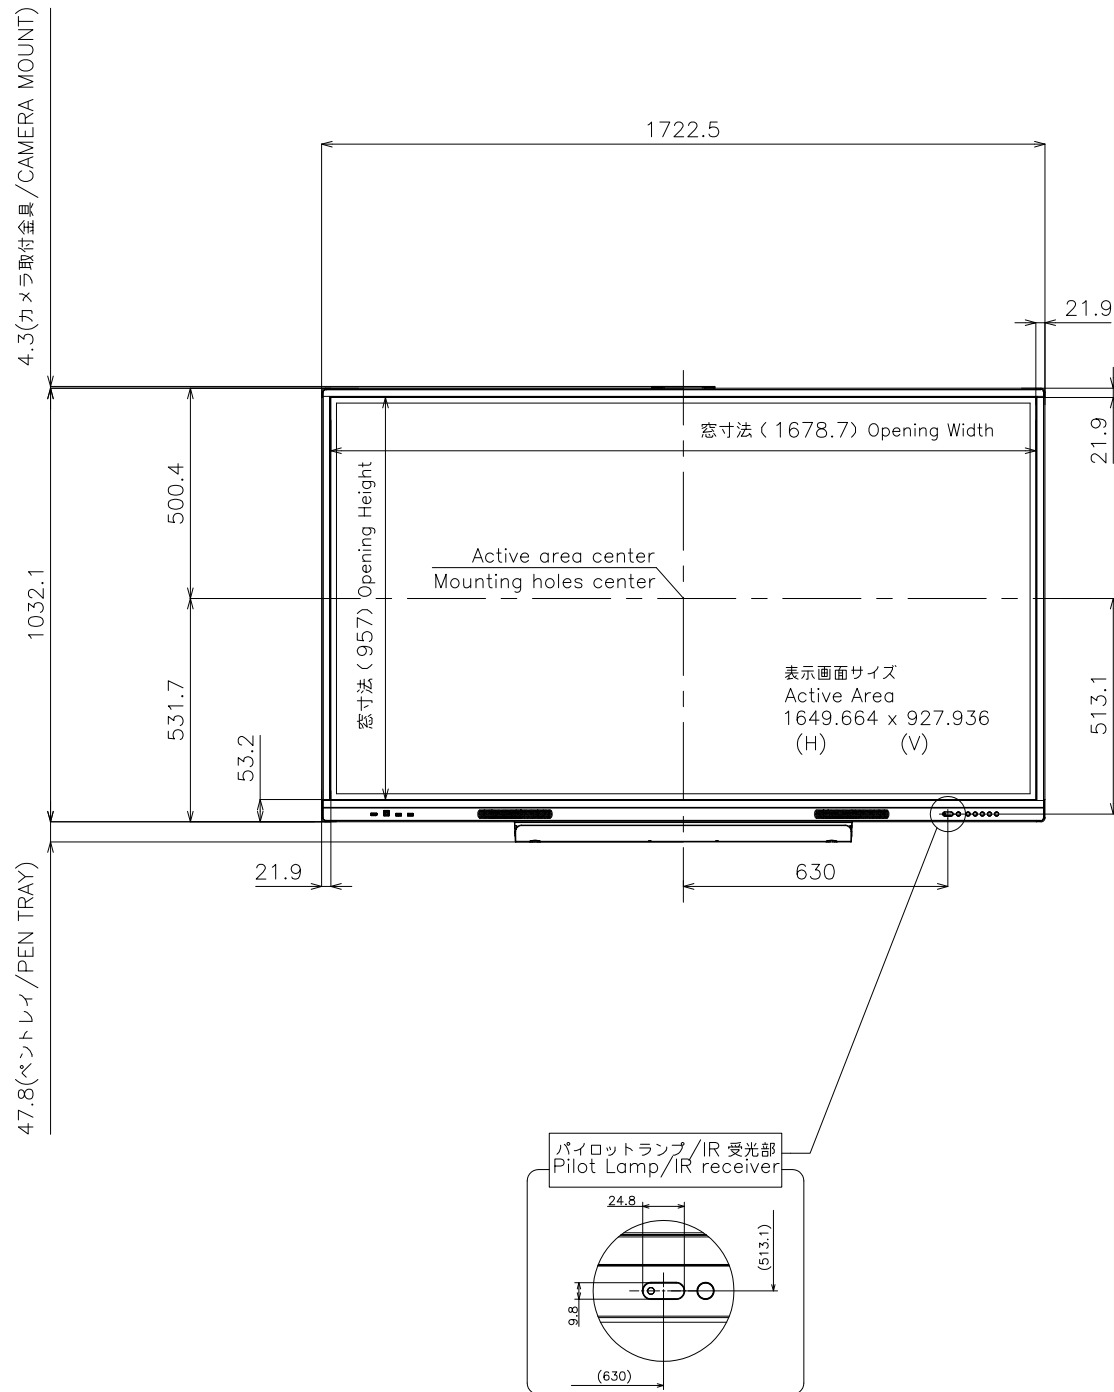 4.3(カメラ取付金具/CAMERA MOUNT)
1722.5
21.9
21.9
窓寸法(1678.7) Opening Width
窓寸法(957) Opening Height
500.4
1032.1
531.7
53.2
Active area center
Mounting holes center
表示画面サイズ
Active Area
1649.664 x 927.936
(H) (V)
513.1
21.9
630
47.8(ペントレイ/PEN TRAY)
パイロットランプ/IR 受光部
Pilot Lamp/IR receiver
24.8
(513.1)
9.8
(630)